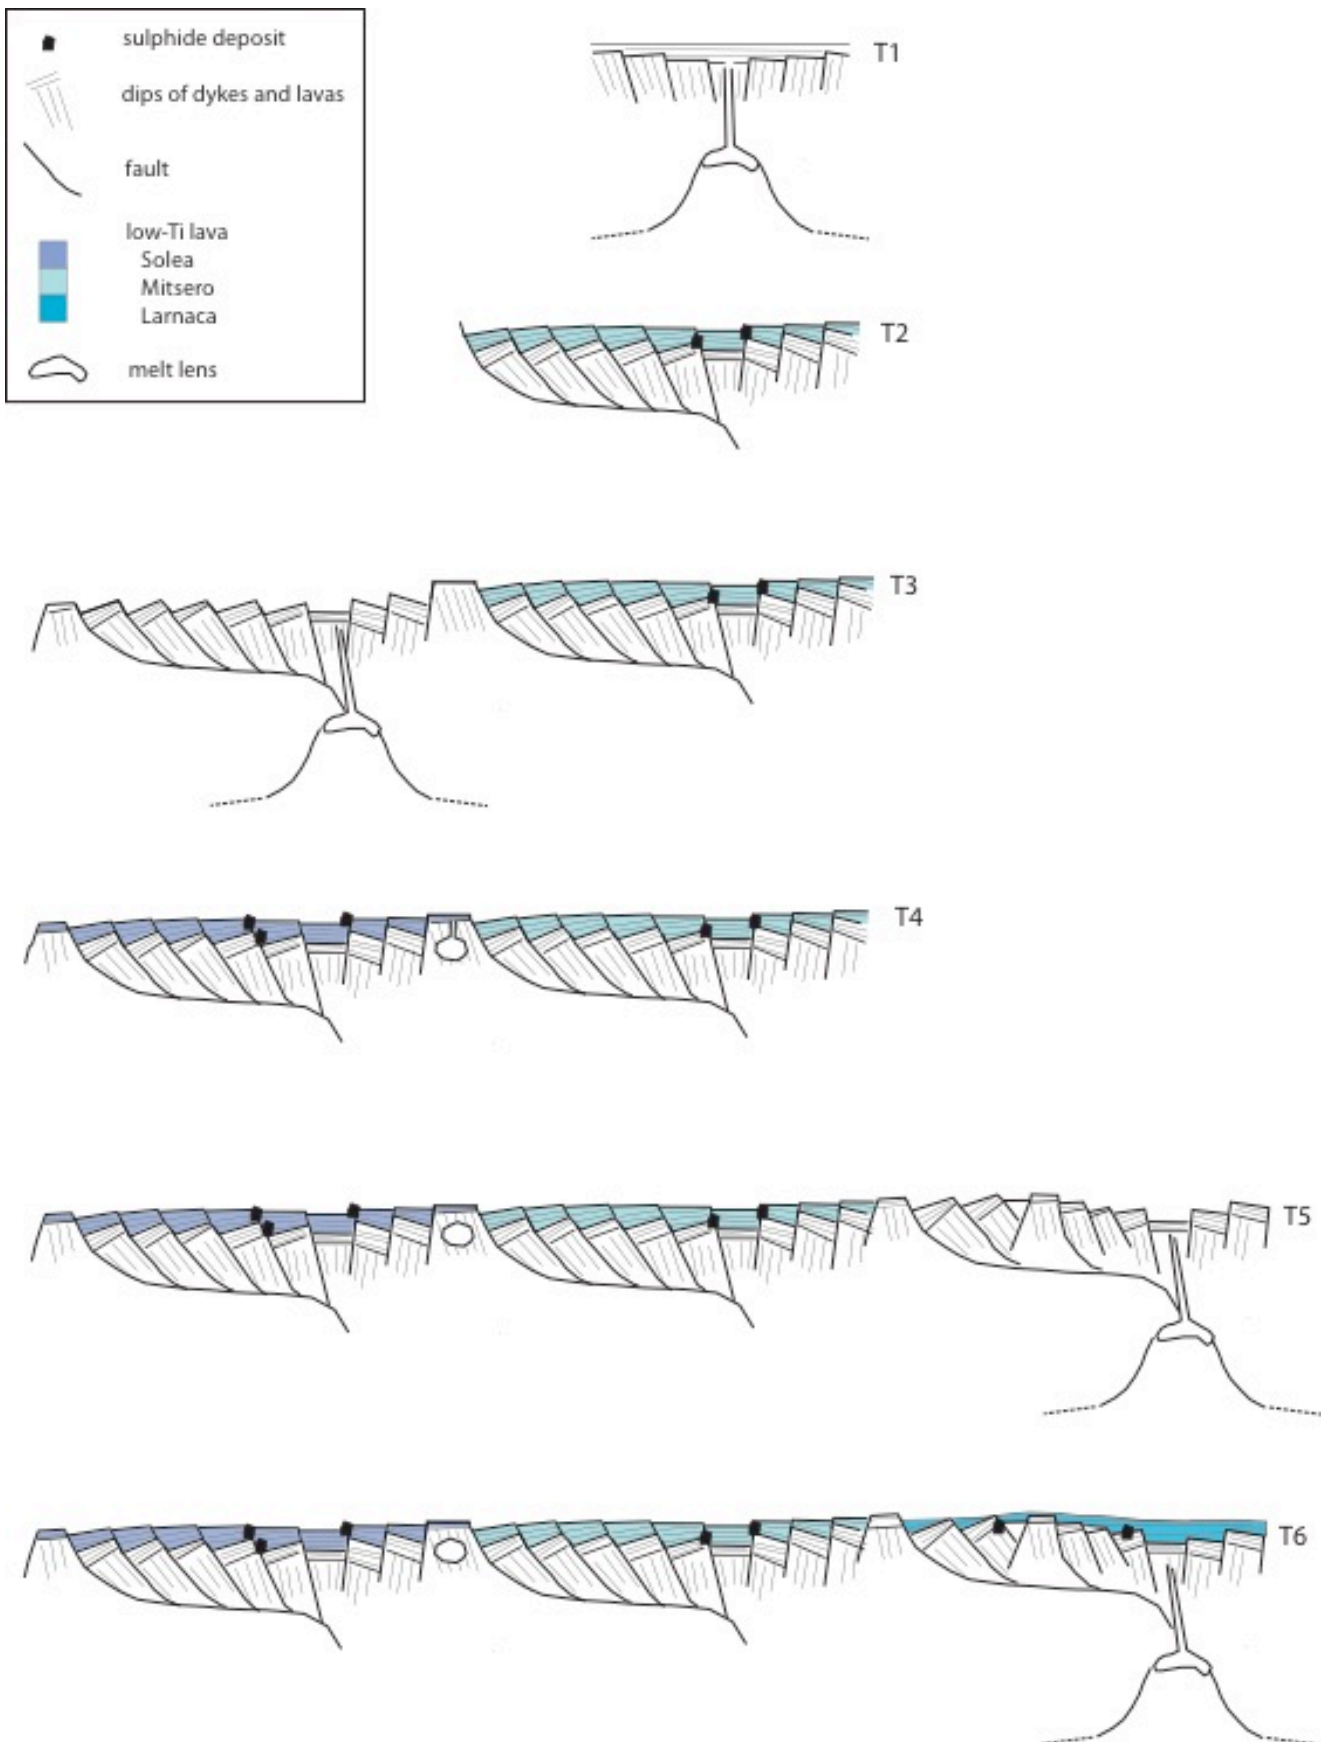 sulphide deposit
dips of dykes and lavas
fault
low-Ti lava
Solea
Mitsero
Larnaca
melt lens
T1
T2
T3
T4
T5
T6